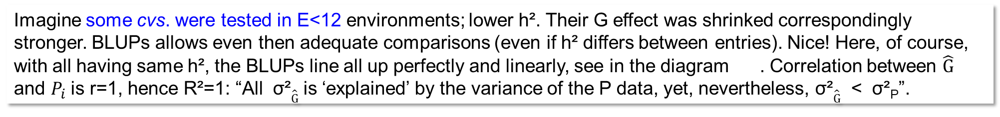 Imagine some cvs. were tested in E<12 environments; lower h². Their G effect was shrinked correspondingly
stronger. BLUPs allows even then adequate comparisons (even if h² differs between entries). Nice! Here, of course,
with all having same h², the BLUPs line all up perfectly and linearly, see in the diagram . Correlation between Ĝ
and Pᵢ is r=1, hence R²=1: “All σ²Ĝ is ‘explained’ by the variance of the P data, yet, nevertheless, σ²Ĝ < σ²P”.